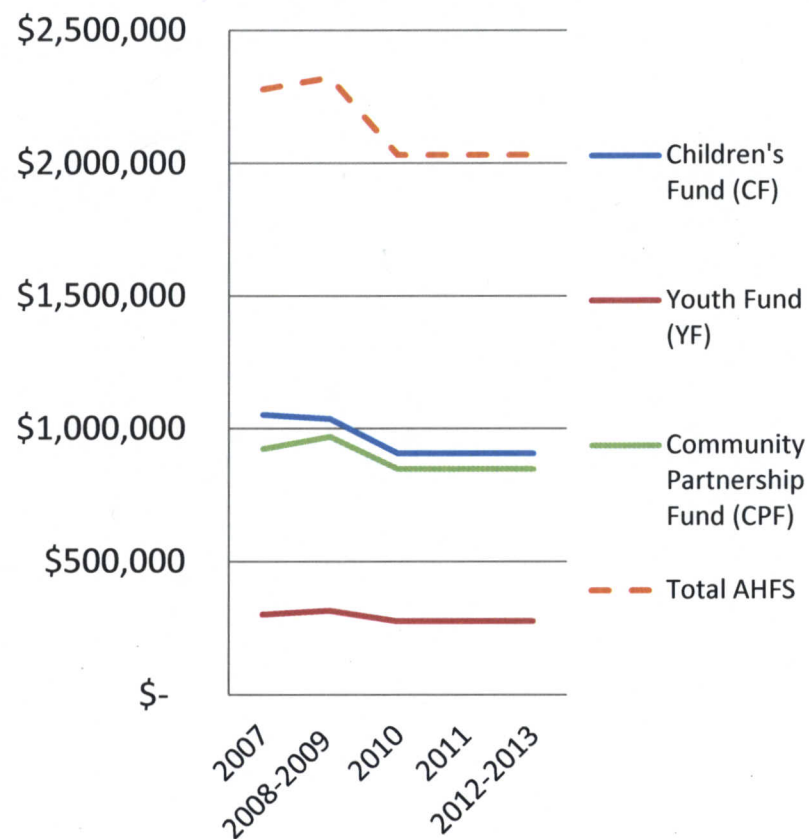 $2,500,000
$2,000,000
$1,500,000
$1,000,000
$500,000
$-
2007
2008-2009
2010
2011
2012-2013
Children's
Fund (CF)
Youth Fund
(YF)
Community
Partnership
Fund (CPF)
Total AHFS